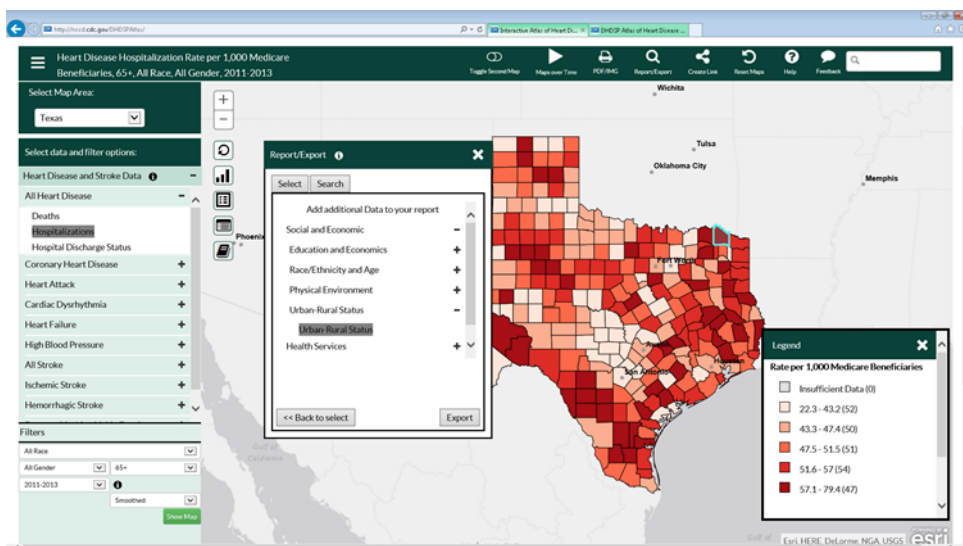 http://nccd.cdc.gov/DHDSPAtlas/
Interactive Atlas of Heart Di...
DHDSP Atlas of Heart Disease ...
Heart Disease Hospitalization Rate per 1,000 Medicare
Beneficiaries, 65+, All Race, All Gender, 2011-2013
Toggle Second Map
Maps over Time
PDF/IMG
Report/Export
Create Link
Reset Maps
Help
Feedback
Select Map Area:
Texas
Select data and filter options:
Heart Disease and Stroke Data
All Heart Disease
Deaths
Hospitalizations
Hospital Discharge Status
Coronary Heart Disease
Heart Attack
Cardiac Dysrhythmia
Heart Failure
High Blood Pressure
All Stroke
Ischemic Stroke
Hemorrhagic Stroke
Filters
All Race
All Gender
65+
2011-2013
Smoothed
Show Map
Report/Export
Select
Search
Add additional Data to your report
Social and Economic
Education and Economics
Race/Ethnicity and Age
Physical Environment
Urban-Rural Status
Urban-Rural Status
Health Services
<< Back to select
Export
Wichita
Tulsa
Oklahoma City
Memphis
Phoenix
Fort Worth
Austin
Houston
San Antonio
Gulf of
California
Legend
Rate per 1,000 Medicare Beneficiaries
Insufficient Data (0)
22.3 - 43.2 (52)
43.3 - 47.4 (50)
47.5 - 51.5 (51)
51.6 - 57 (54)
57.1 - 79.4 (47)
Gulf of
Esri, HERE, DeLorme, NGA, USGS
POWERED BY
esri